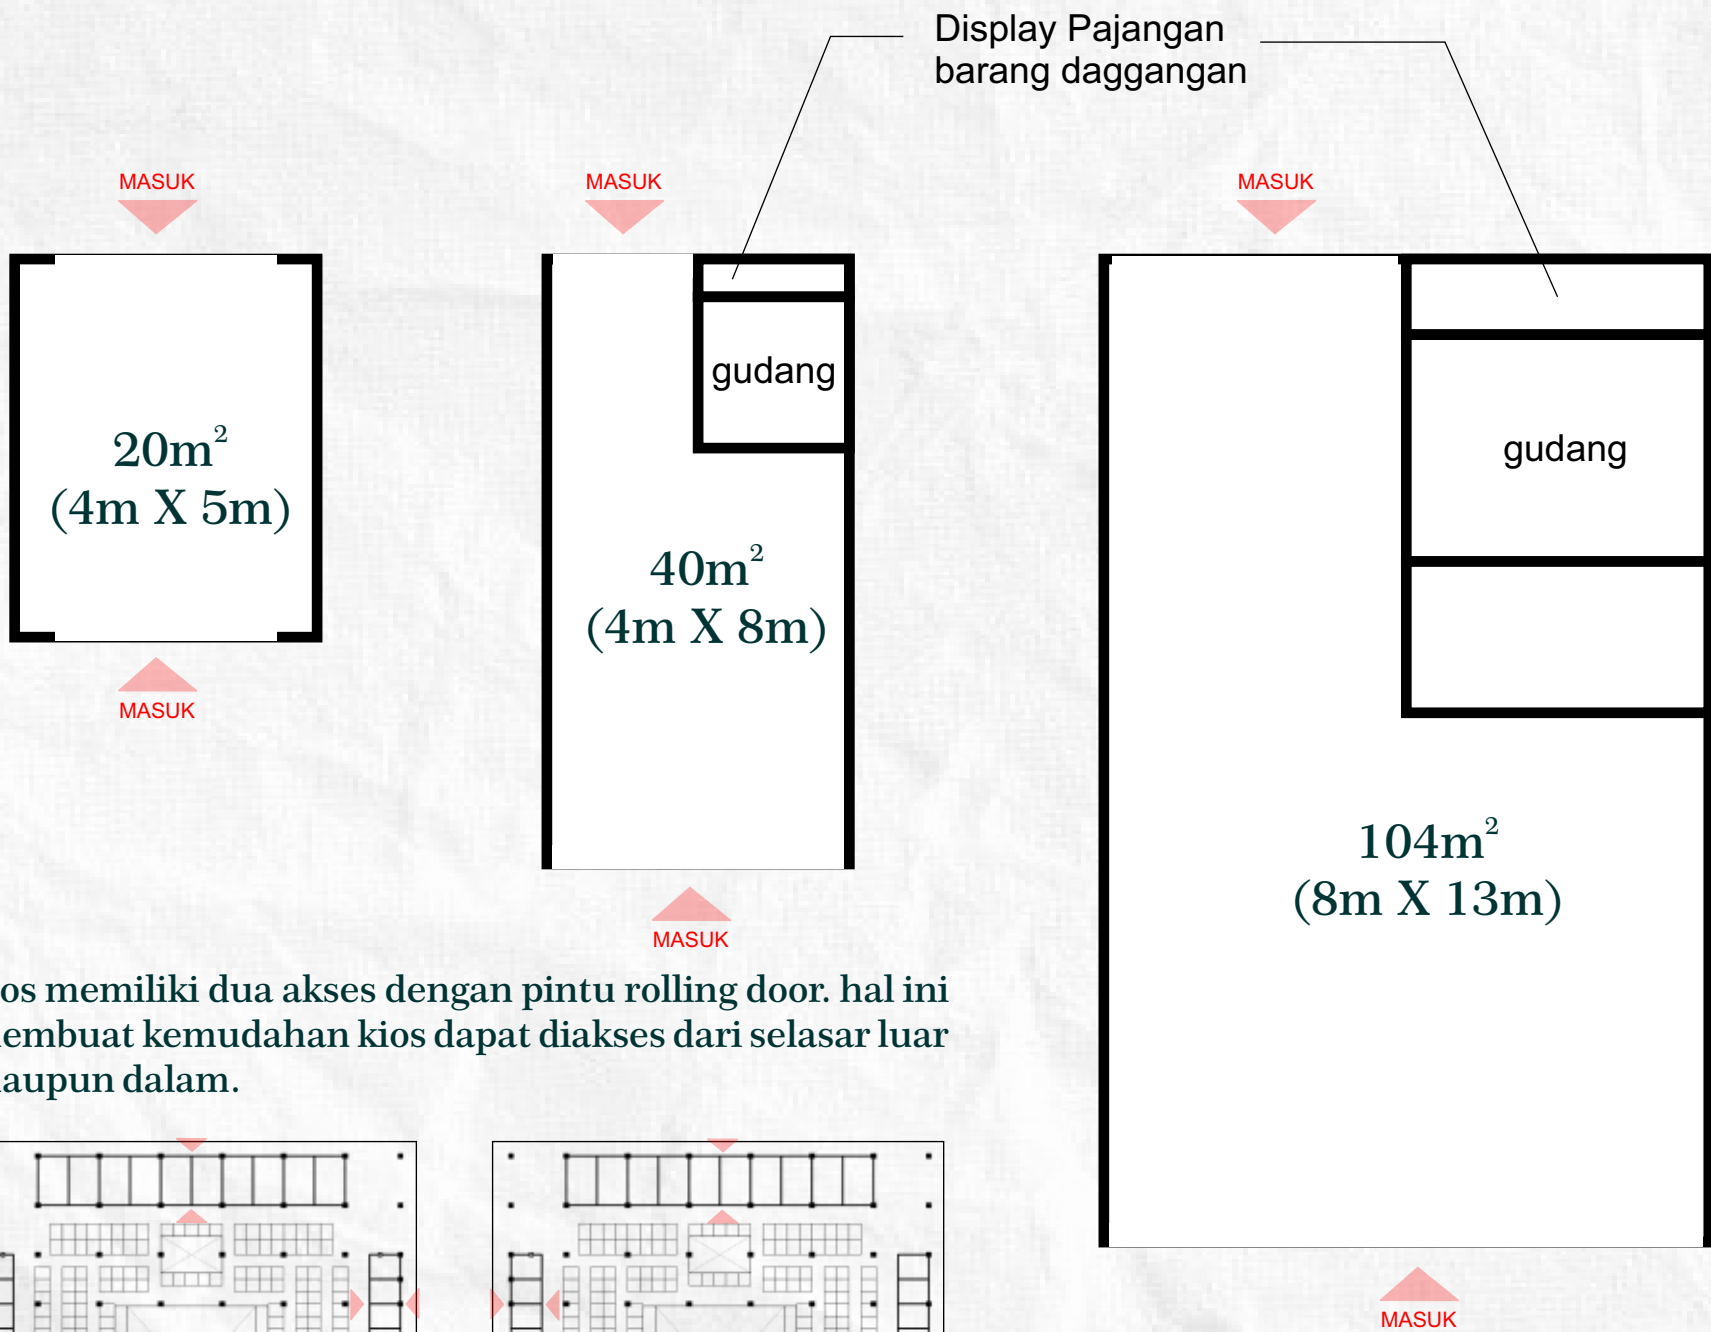 Display Pajangan
barang daggangan
MASUK
MASUK
MASUK
gudang
gudang
20m²
(4m X 5m)
40m²
(4m X 8m)
MASUK
104m²
(8m X 13m)
MASUK
os memiliki dua akses dengan pintu rolling door. hal ini
embuat kemudahan kios dapat diakses dari selasar luar
aupun dalam.
MASUK